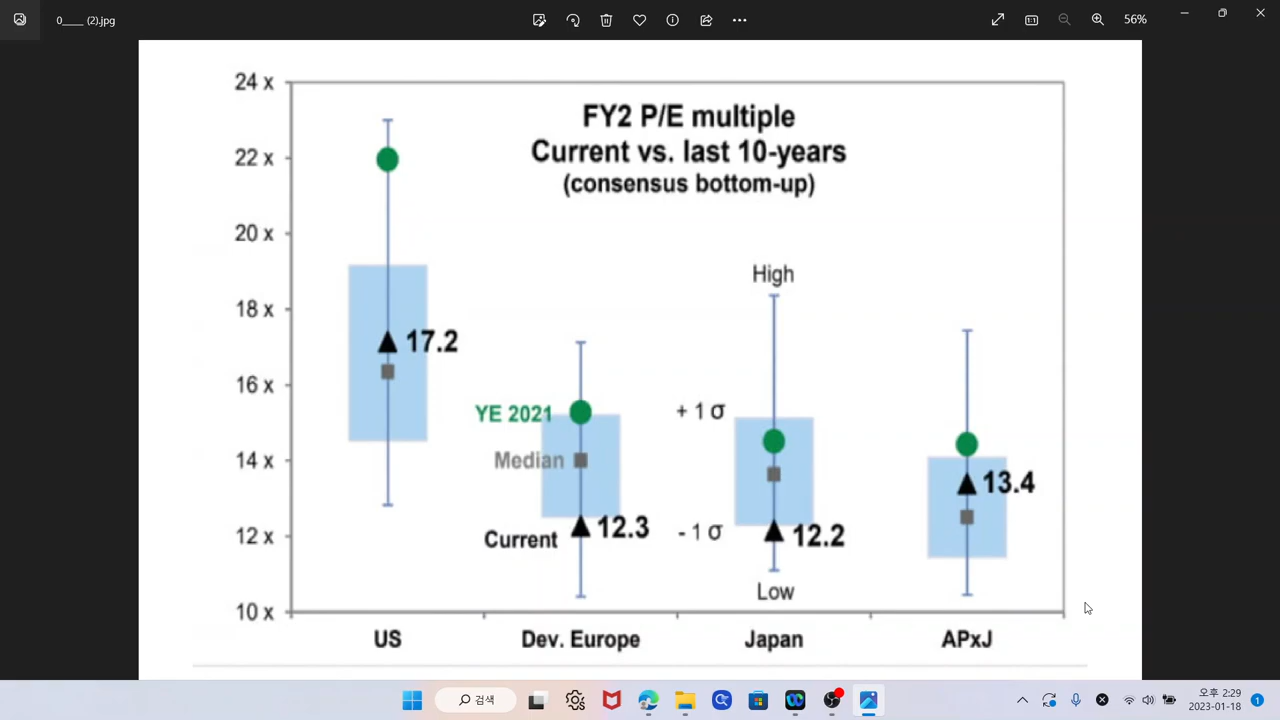 0____ (2).jpg
56%
24 x
FY2 P/E multiple
Current vs. last 10-years
(consensus bottom-up)
22 x
20 x
High
18 x
17.2
16 x
YE 2021
+ 1 σ
Median
14 x
13.4
12.3
Current
- 1 σ
12.2
12 x
Low
10 x
US
Dev. Europe
Japan
APxJ
검색
오후 2:29
2023-01-18
1